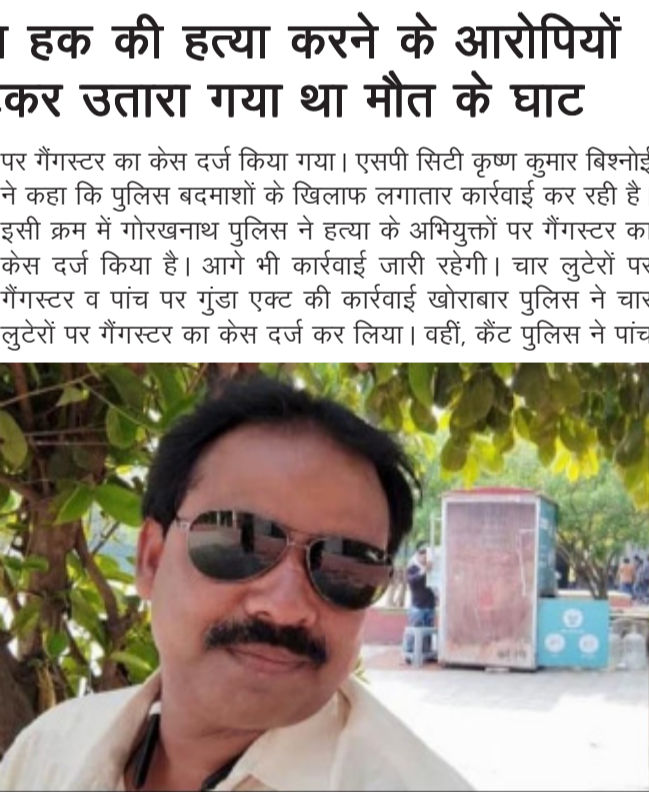 हक की हत्या करने के आरोपियों
कर उतारा गया था मौत के घाट
पर गैंगस्टर का केस दर्ज किया गया। एसपी सिटी कृष्ण कुमार बिश्नोई
ने कहा कि पुलिस बदमाशों के खिलाफ लगातार कार्रवाई कर रही है।
इसी क्रम में गोरखनाथ पुलिस ने हत्या के अभियुक्तों पर गैंगस्टर का
केस दर्ज किया है। आगे भी कार्रवाई जारी रहेगी। चार लुटेरों पर
गैंगस्टर व पांच पर गुंडा एक्ट की कार्रवाई खोराबार पुलिस ने चार
लुटेरों पर गैंगस्टर का केस दर्ज कर लिया। वहीं, कैंट पुलिस ने पांच